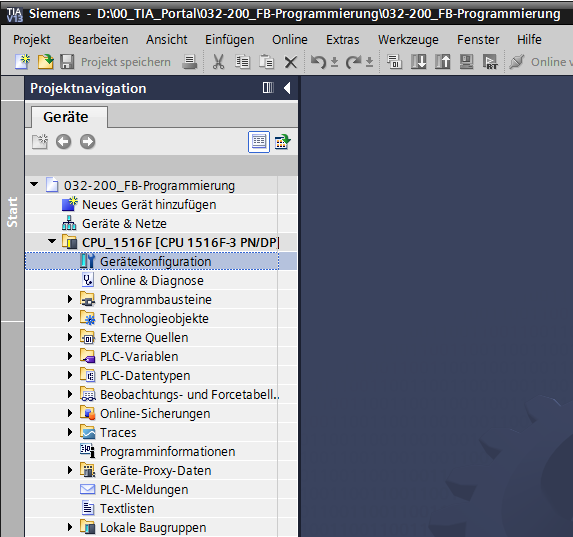 TIA V13 Siemens - D:\00_TIA_Portal\032-200_FB-Programmierung\032-200_FB-Programmierung
Projekt Bearbeiten Ansicht Einfügen Online Extras Werkzeuge Fenster Hilfe
Projekt speichern RT Online v
Projektnavigation
Geräte
Start
032-200_FB-Programmierung
Neues Gerät hinzufügen
Geräte & Netze
CPU_1516F [CPU 1516F-3 PN/DP]
Gerätekonfiguration
Online & Diagnose
Programmbausteine
Technologieobjekte
Externe Quellen
PLC-Variablen
PLC-Datentypen
Beobachtungs- und Forcetabell..
Online-Sicherungen
Traces
Programminformationen
Geräte-Proxy-Daten
PLC-Meldungen
Textlisten
Lokale Baugruppen